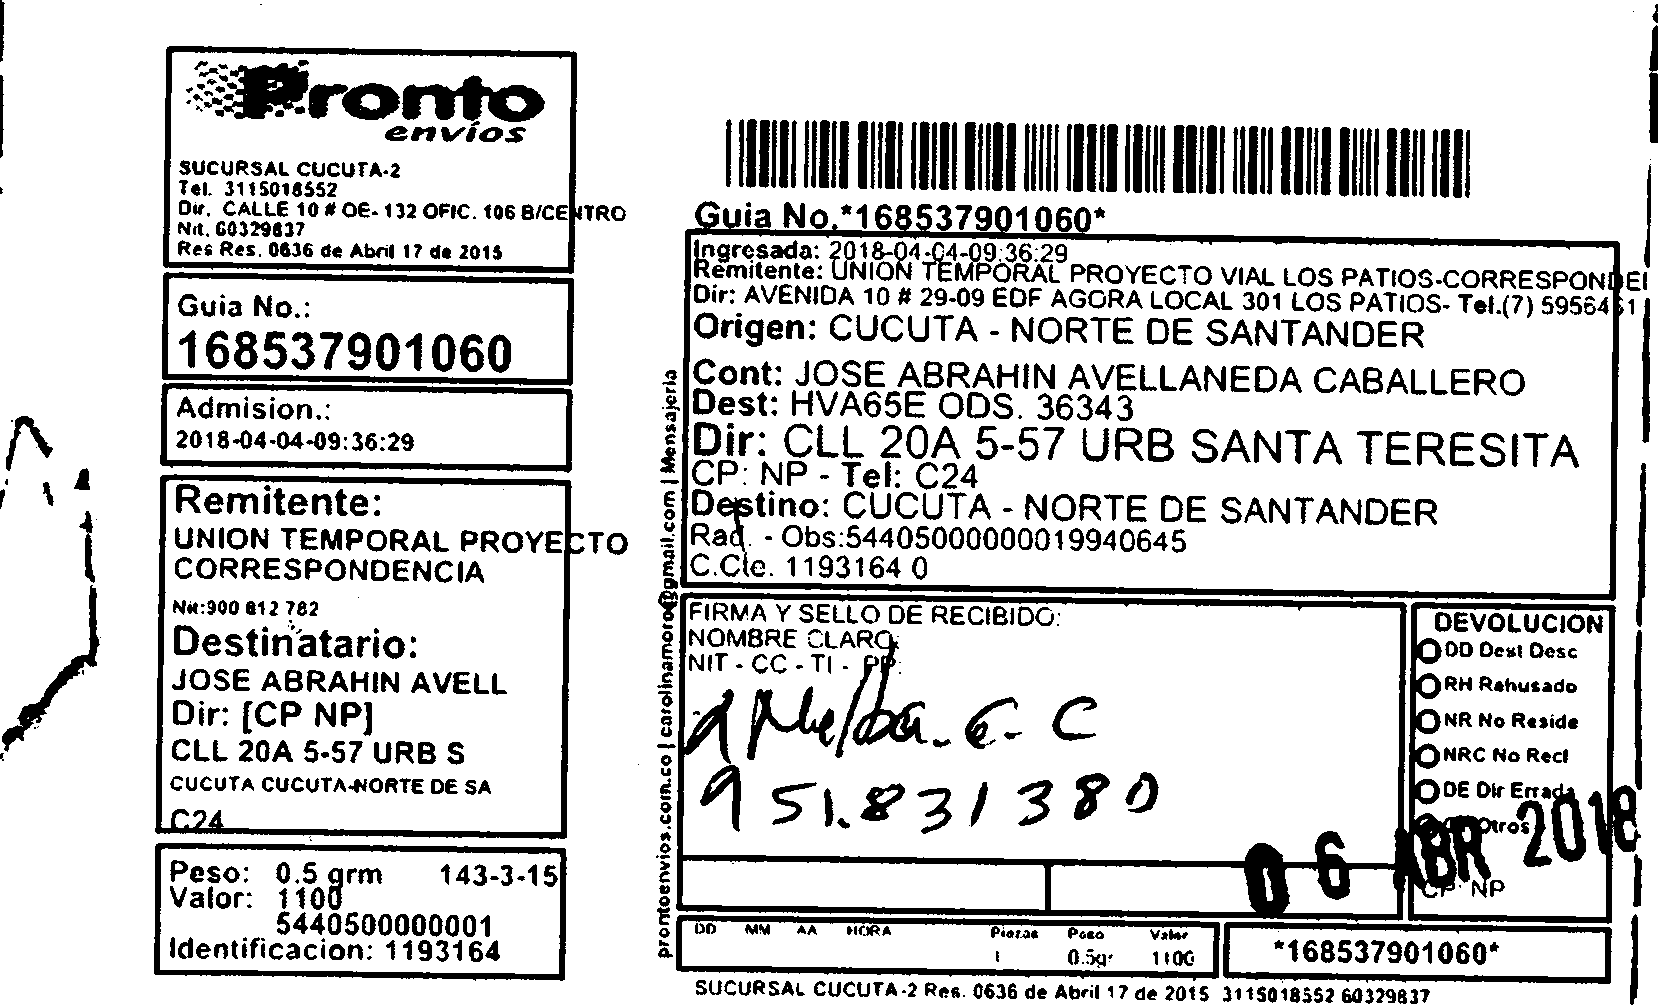 Pronto
envíos
SUCURSAL CUCUTA-2
Tel. 3115018552
Dir. CALLE 10 # OE- 132 OFIC. 106 B/CENTRO
Nit. 60329837
Res Res. 0636 de Abril 17 de 2015
Guia No.:
168537901060
Admision.:
2018-04-04-09:36:29
Remitente:
UNION TEMPORAL PROYECTO
CORRESPONDENCIA
Nit:900 812 782
Destinatario:
JOSE ABRAHIN AVELL
Dir: [CP NP]
CLL 20A 5-57 URB S
CUCUTA CUCUTA-NORTE DE SA
C24
Peso: 0.5 grm 143-3-15
Valor: 1100
5440500000001
Identificacion: 1193164
prontoenvios.com.co | carolinamoro@gmail.com | Mensajeria
Guia No.*168537901060*
Ingresada: 2018-04-04-09:36:29
Remitente: UNION TEMPORAL PROYECTO VIAL LOS PATIOS-CORRESPONDEI
Dir: AVENIDA 10 # 29-09 EDF AGORA LOCAL 301 LOS PATIOS- Tel.(7) 5956461
Origen: CUCUTA - NORTE DE SANTANDER
Cont: JOSE ABRAHIN AVELLANEDA CABALLERO
Dest: HVA65E ODS. 36343
Dir: CLL 20A 5-57 URB SANTA TERESITA
CP: NP - Tel: C24
Destino: CUCUTA - NORTE DE SANTANDER
Rad. - Obs:54405000000019940645
C.Cle. 1193164 0
FIRMA Y SELLO DE RECIBIDO:
NOMBRE CLARO:
NIT - CC - TI - PP:
951.831380
DEVOLUCION
DD Dest Desc
RH Rehusado
NR No Reside
NRC No Recl
DE Dir Errada
Otros
CP: NP
06 ABR 2018
DD MM AA HORA Piezas Peso Valor
1 0.5gr 1100
*168537901060*
SUCURSAL CUCUTA-2 Res. 0636 de Abril 17 de 2015 3115018552 60329837